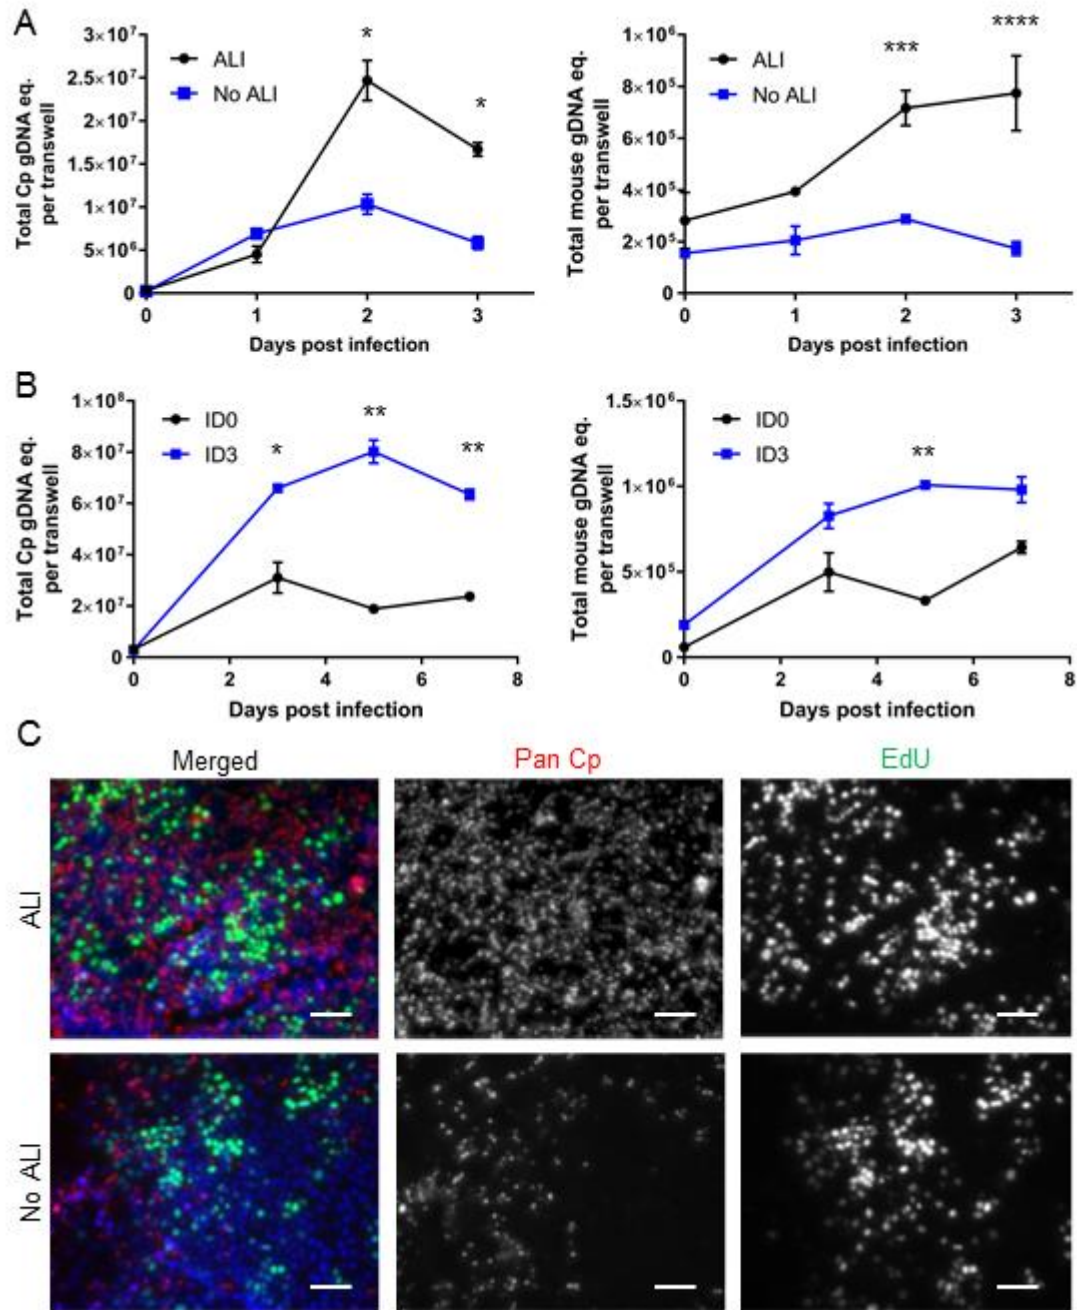 A
Total Cp gDNA eq.
per transwell
3×10⁷
2.5×10⁷
2×10⁷
1.5×10⁷
1×10⁷
5×10⁶
0
ALI
No ALI
*
*
0 1 2 3
Days post infection
Total mouse gDNA eq.
per transwell
1×10⁶
8×10⁵
6×10⁵
4×10⁵
2×10⁵
0
ALI
No ALI
***
****
0 1 2 3
Days post infection
B
Total Cp gDNA eq.
per transwell
1×10⁸
8×10⁷
6×10⁷
4×10⁷
2×10⁷
0
ID0
ID3
*
**
**
0 2 4 6 8
Days post infection
Total mouse gDNA eq.
per transwell
1.5×10⁶
1×10⁶
5×10⁵
0
ID0
ID3
**
0 2 4 6 8
Days post infection
C
Merged Pan Cp EdU
ALI
No ALI